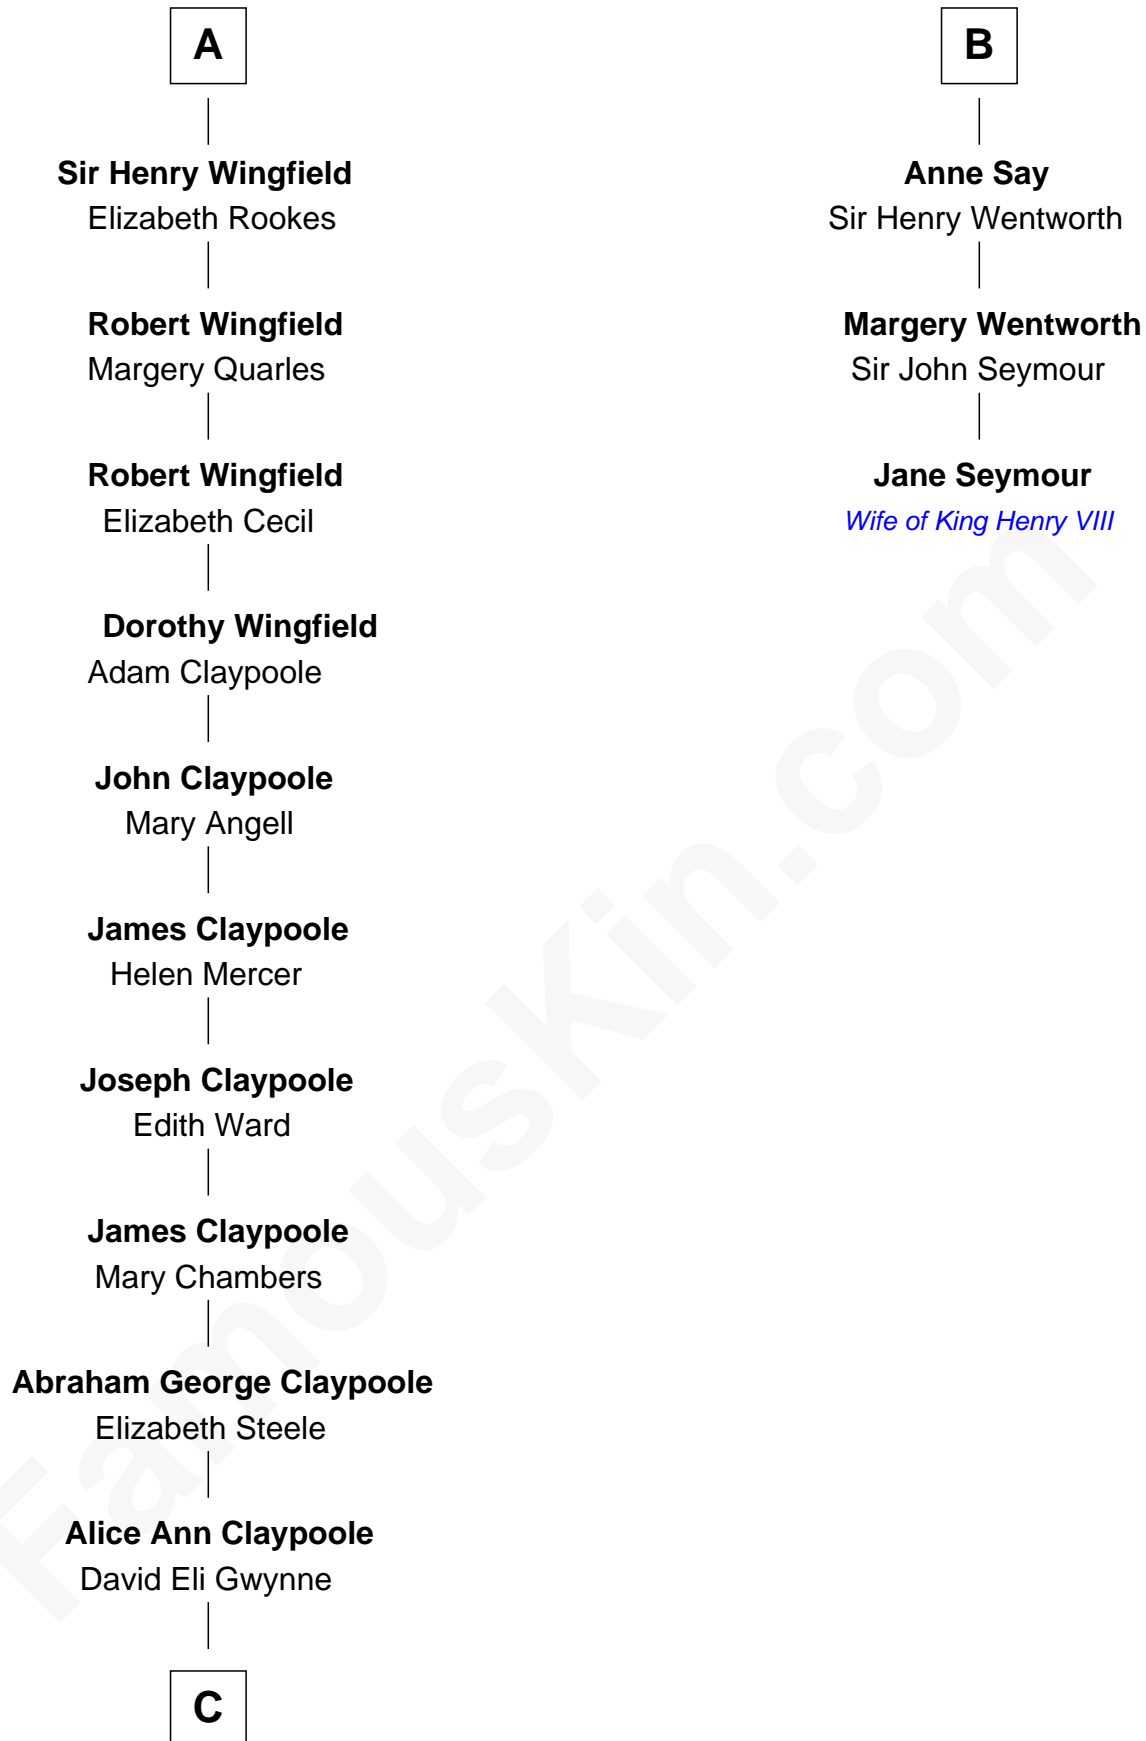 A
Sir Henry Wingfield
Elizabeth Rookes
Robert Wingfield
Margery Quarles
Robert Wingfield
Elizabeth Cecil
Dorothy Wingfield
Adam Claypoole
John Claypoole
Mary Angell
James Claypoole
Helen Mercer
Joseph Claypoole
Edith Ward
James Claypoole
Mary Chambers
Abraham George Claypoole
Elizabeth Steele
Alice Ann Claypoole
David Eli Gwynne
C
B
Anne Say
Sir Henry Wentworth
Margery Wentworth
Sir John Seymour
Jane Seymour
Wife of King Henry VIII
FamousKin.com